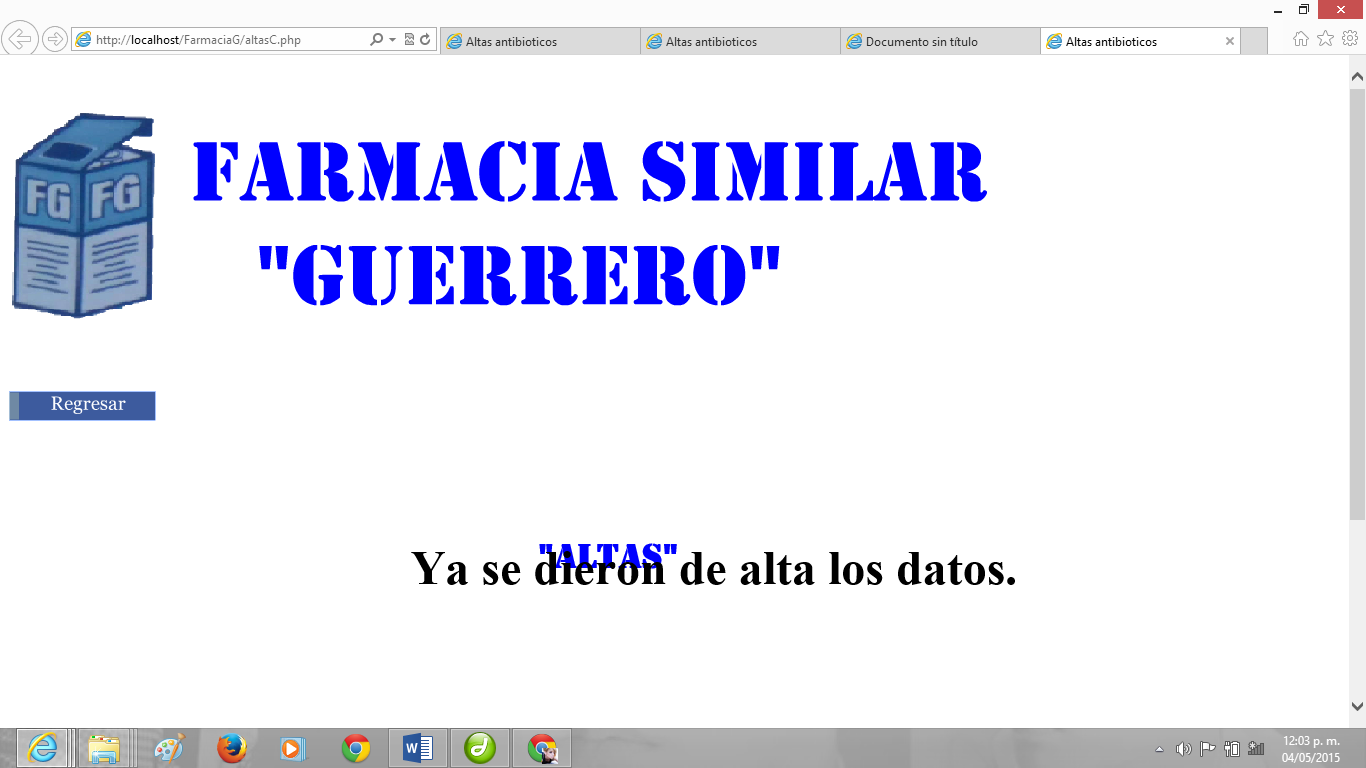 http://localhost/FarmaciaG/altasC.php
Altas antibioticos
Altas antibioticos
Documento sin título
Altas antibioticos
FG FG
FARMACIA SIMILAR
"GUERRERO"
Regresar
"ALTAS"
Ya se dieron de alta los datos.
12:03 p. m.
04/05/2015